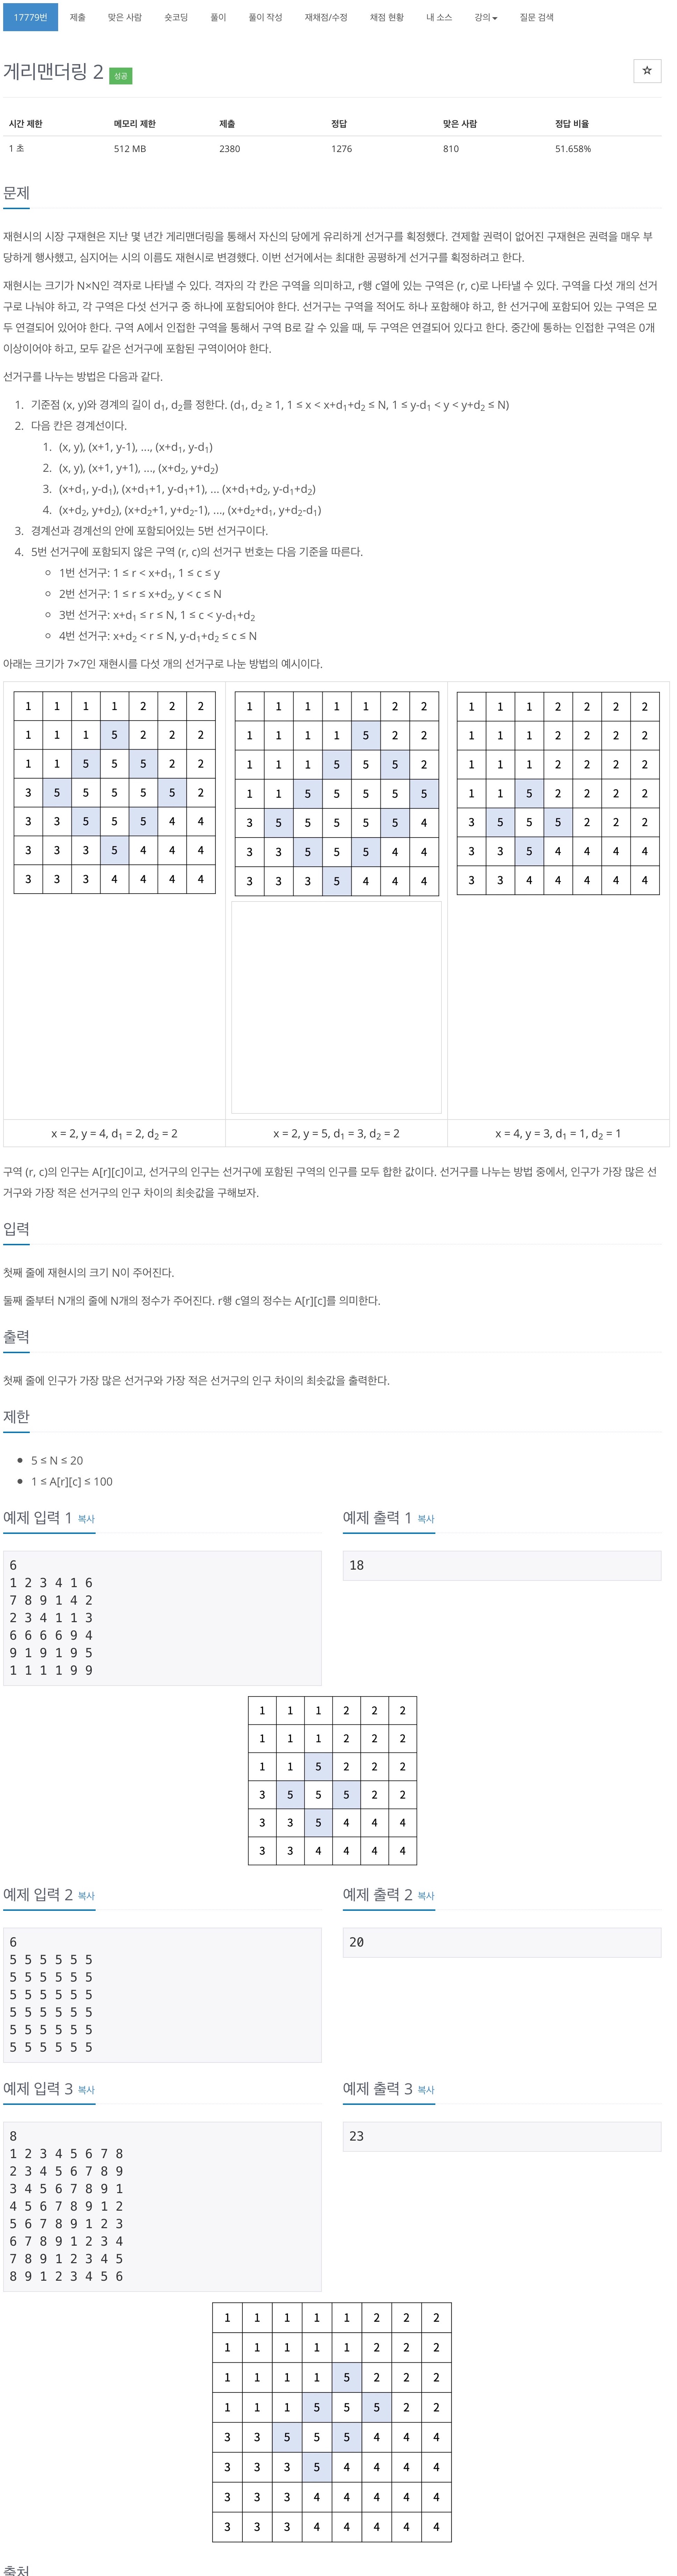 17779번 제출 맞은 사람 숏코딩 풀이 풀이 작성 재채점/수정 채점 현황 내 소스 강의 질문 검색
게리맨더링 2 성공
시간 제한 메모리 제한 제출 정답 맞은 사람 정답 비율
1 초 512 MB 2380 1276 810 51.658%
문제
재현시의 시장 구재현은 지난 몇 년간 게리맨더링을 통해서 자신의 당에게 유리하게 선거구를 획정했다. 견제할 권력이 없어진 구재현은 권력을 매우 부
당하게 행사했고, 심지어는 시의 이름도 재현시로 변경했다. 이번 선거에서는 최대한 공평하게 선거구를 획정하려고 한다.
재현시는 크기가 N×N인 격자로 나타낼 수 있다. 격자의 각 칸은 구역을 의미하고, r행 c열에 있는 구역은 (r, c)로 나타낼 수 있다. 구역을 다섯 개의 선거
구로 나눠야 하고, 각 구역은 다섯 선거구 중 하나에 포함되어야 한다. 선거구는 구역을 적어도 하나 포함해야 하고, 한 선거구에 포함되어 있는 구역은 모
두 연결되어 있어야 한다. 구역 A에서 인접한 구역을 통해서 구역 B로 갈 수 있을 때, 두 구역은 연결되어 있다고 한다. 중간에 통하는 인접한 구역은 0개
이상이어야 하고, 모두 같은 선거구에 포함된 구역이어야 한다.
선거구를 나누는 방법은 다음과 같다.
1. 기준점 (x, y)와 경계의 길이 d1, d2를 정한다. (d1, d2 ≥ 1, 1 ≤ x < x+d1+d2 ≤ N, 1 ≤ y-d1 < y < y+d2 ≤ N)
2. 다음 칸은 경계선이다.
1. (x, y), (x+1, y-1), ..., (x+d1, y-d1)
2. (x, y), (x+1, y+1), ..., (x+d2, y+d2)
3. (x+d1, y-d1), (x+d1+1, y-d1+1), ... (x+d1+d2, y-d1+d2)
4. (x+d2, y+d2), (x+d2+1, y+d2-1), ..., (x+d2+d1, y+d2-d1)
3. 경계선과 경계선의 안에 포함되어있는 5번 선거구이다.
4. 5번 선거구에 포함되지 않은 구역 (r, c)의 선거구 번호는 다음 기준을 따른다.
1번 선거구: 1 ≤ r < x+d1, 1 ≤ c ≤ y
2번 선거구: 1 ≤ r ≤ x+d2, y < c ≤ N
3번 선거구: x+d1 ≤ r ≤ N, 1 ≤ c < y-d1+d2
4번 선거구: x+d2 < r ≤ N, y-d1+d2 ≤ c ≤ N
아래는 크기가 7×7인 재현시를 다섯 개의 선거구로 나눈 방법의 예시이다.
1 1 1 1 2 2 2
1 1 1 5 2 2 2
1 1 5 5 5 2 2
3 5 5 5 5 5 2
3 3 5 5 5 4 4
3 3 3 5 4 4 4
3 3 3 4 4 4 4
1 1 1 1 1 2 2
1 1 1 1 5 2 2
1 1 1 5 5 5 2
1 1 5 5 5 5 5
3 5 5 5 5 5 4
3 3 5 5 5 4 4
3 3 3 5 4 4 4
1 1 1 2 2 2 2
1 1 1 2 2 2 2
1 1 1 2 2 2 2
1 1 5 2 2 2 2
3 5 5 5 2 2 2
3 3 5 4 4 4 4
3 3 4 4 4 4 4
x = 2, y = 4, d1 = 2, d2 = 2
x = 2, y = 5, d1 = 3, d2 = 2
x = 4, y = 3, d1 = 1, d2 = 1
구역 (r, c)의 인구는 A[r][c]이고, 선거구의 인구는 선거구에 포함된 구역의 인구를 모두 합한 값이다. 선거구를 나누는 방법 중에서, 인구가 가장 많은 선
거구와 가장 적은 선거구의 인구 차이의 최솟값을 구해보자.
입력
첫째 줄에 재현시의 크기 N이 주어진다.
둘째 줄부터 N개의 줄에 N개의 정수가 주어진다. r행 c열의 정수는 A[r][c]를 의미한다.
출력
첫째 줄에 인구가 가장 많은 선거구와 가장 적은 선거구의 인구 차이의 최솟값을 출력한다.
제한
5 ≤ N ≤ 20
1 ≤ A[r][c] ≤ 100
예제 입력 1 복사
6
1 2 3 4 1 6
7 8 9 1 4 2
2 3 4 1 1 3
6 6 6 6 9 4
9 1 9 1 9 5
1 1 1 1 9 9
예제 출력 1 복사
18
1 1 1 2 2 2
1 1 1 2 2 2
1 1 5 2 2 2
3 5 5 5 2 2
3 3 5 4 4 4
3 3 4 4 4 4
예제 입력 2 복사
6
5 5 5 5 5 5
5 5 5 5 5 5
5 5 5 5 5 5
5 5 5 5 5 5
5 5 5 5 5 5
5 5 5 5 5 5
예제 출력 2 복사
20
예제 입력 3 복사
8
1 2 3 4 5 6 7 8
2 3 4 5 6 7 8 9
3 4 5 6 7 8 9 1
4 5 6 7 8 9 1 2
5 6 7 8 9 1 2 3
6 7 8 9 1 2 3 4
7 8 9 1 2 3 4 5
8 9 1 2 3 4 5 6
예제 출력 3 복사
23
1 1 1 1 1 2 2 2
1 1 1 1 1 2 2 2
1 1 1 1 5 2 2 2
1 1 1 5 5 5 2 2
3 3 5 5 5 4 4 4
3 3 3 5 4 4 4 4
3 3 3 4 4 4 4 4
3 3 3 4 4 4 4 4
출처